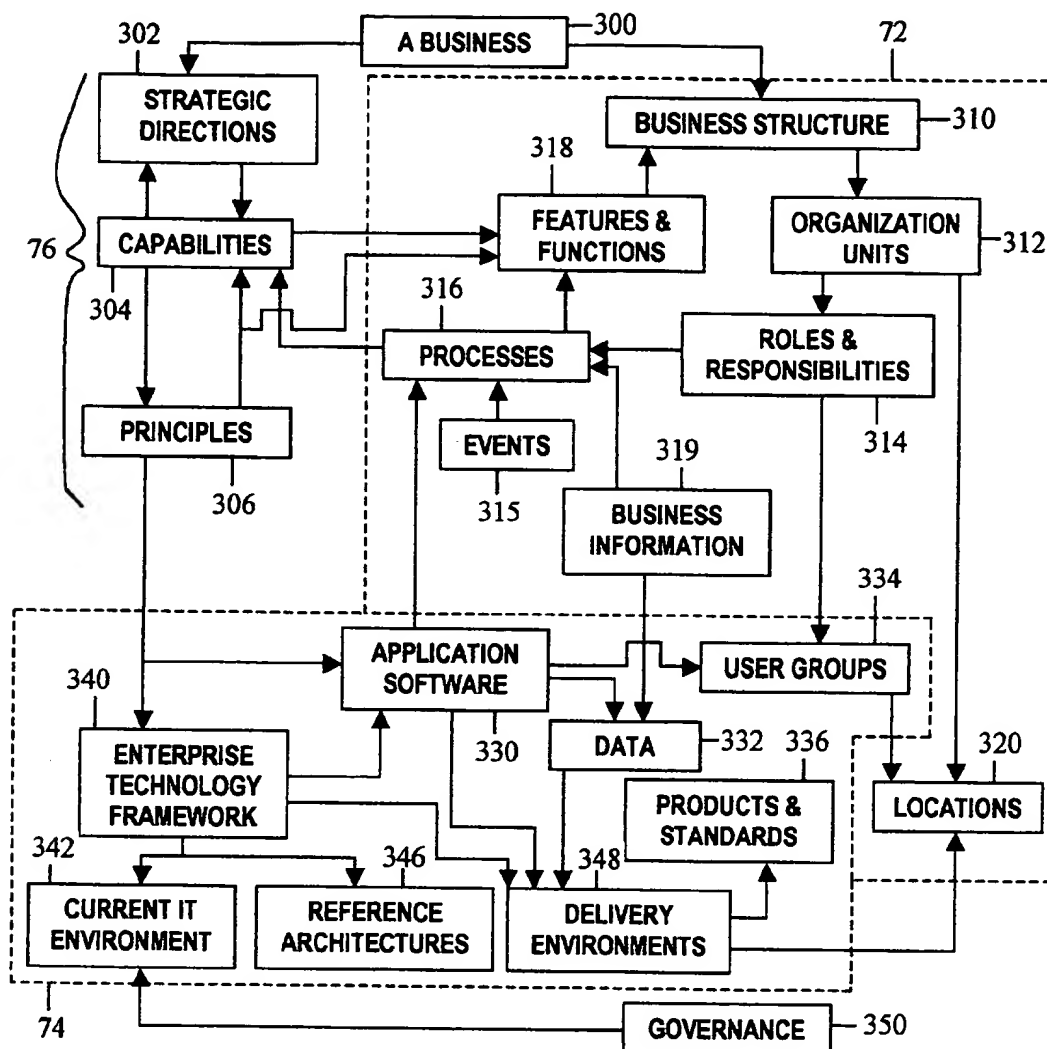 302
A BUSINESS
300
72
STRATEGIC
DIRECTIONS
BUSINESS STRUCTURE
310
318
76
CAPABILITIES
FEATURES &
FUNCTIONS
ORGANIZATION
UNITS
312
304
316
PROCESSES
ROLES &
RESPONSIBILITIES
PRINCIPLES
EVENTS
319
314
306
315
BUSINESS
INFORMATION
334
APPLICATION
SOFTWARE
USER GROUPS
340
330
DATA
332
336
320
ENTERPRISE
TECHNOLOGY
FRAMEWORK
PRODUCTS &
STANDARDS
LOCATIONS
342
346
348
CURRENT IT
ENVIRONMENT
REFERENCE
ARCHITECTURES
DELIVERY
ENVIRONMENTS
74
GOVERNANCE
350